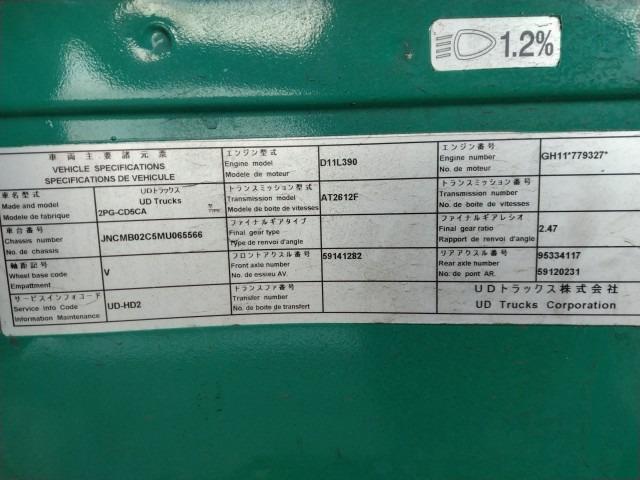 1.2%
車両主要諸元表
VEHICLE SPECIFICATIONS
SPECIFICATIONS DE VEHICULE
車名型式
Made and model
Modele de fabrique
UDトラックス
UD Trucks
2PG-CD5CA
車台番号
Chassis number
No. de chassis
JNCMB02C5MU065566
軸距記号
Wheel base code
Empattment
V
サービスインフォコード
Service Info Code
Information Maintenance
UD-HD2
エンジン型式
Engine model
Modele de moteur
D11L390
トランスミッション型式
Transmission model
Modele de boite de vitesses
AT2612F
ファイナルギアタイプ
Final gear type
Type de renvoi d'angle
フロントアクスル番号
Front axle number
No. de essieu AV.
59141282
トランスファ番号
Transfer number
No. de boite de transfert
エンジン番号
Engine number
No. de moteur
GH11*779327*
トランスミッション番号
Transmission number
No. de boite de vitesses
ファイナルギアレシオ
Final gear ratio
Rapport de renvoi d'angle
2.47
リアアクスル番号
Rear axle number
No. de pont AR.
95334117
59120231
UDトラックス株式会社
UD Trucks Corporation